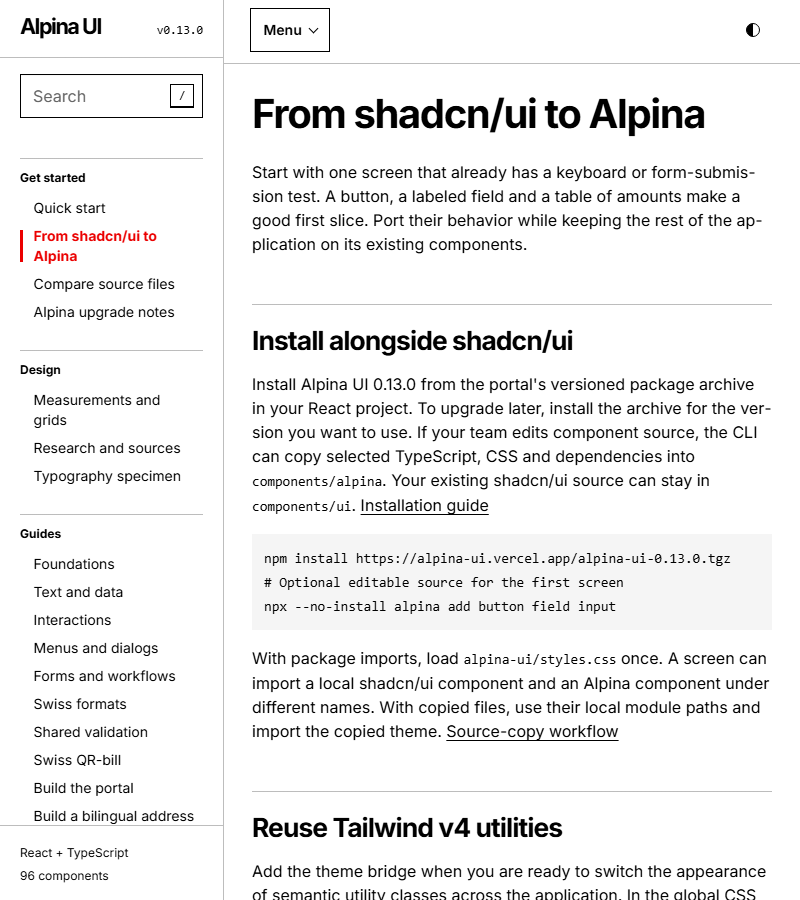 Alpina UI
v0.13.0
Search
/
Get started
Quick start
From shadcn/ui to
Alpina
Compare source files
Alpina upgrade notes
Design
Measurements and
grids
Research and sources
Typography specimen
Guides
Foundations
Text and data
Interactions
Menus and dialogs
Forms and workflows
Swiss formats
Shared validation
Swiss QR-bill
Build the portal
Build a bilingual address
React + TypeScript
96 components
Menu
From shadcn/ui to Alpina
Start with one screen that already has a keyboard or form-submis-
sion test. A button, a labeled field and a table of amounts make a
good first slice. Port their behavior while keeping the rest of the ap-
plication on its existing components.
Install alongside shadcn/ui
Install Alpina UI 0.13.0 from the portal's versioned package archive
in your React project. To upgrade later, install the archive for the ver-
sion you want to use. If your team edits component source, the CLI
can copy selected TypeScript, CSS and dependencies into
components/alpina. Your existing shadcn/ui source can stay in
components/ui. Installation guide
npm install https://alpina-ui.vercel.app/alpina-ui-0.13.0.tgz
# Optional editable source for the first screen
npx --no-install alpina add button field input
With package imports, load alpina-ui/styles.css once. A screen can
import a local shadcn/ui component and an Alpina component under
different names. With copied files, use their local module paths and
import the copied theme. Source-copy workflow
Reuse Tailwind v4 utilities
Add the theme bridge when you are ready to switch the appearance
of semantic utility classes across the application. In the global CSS